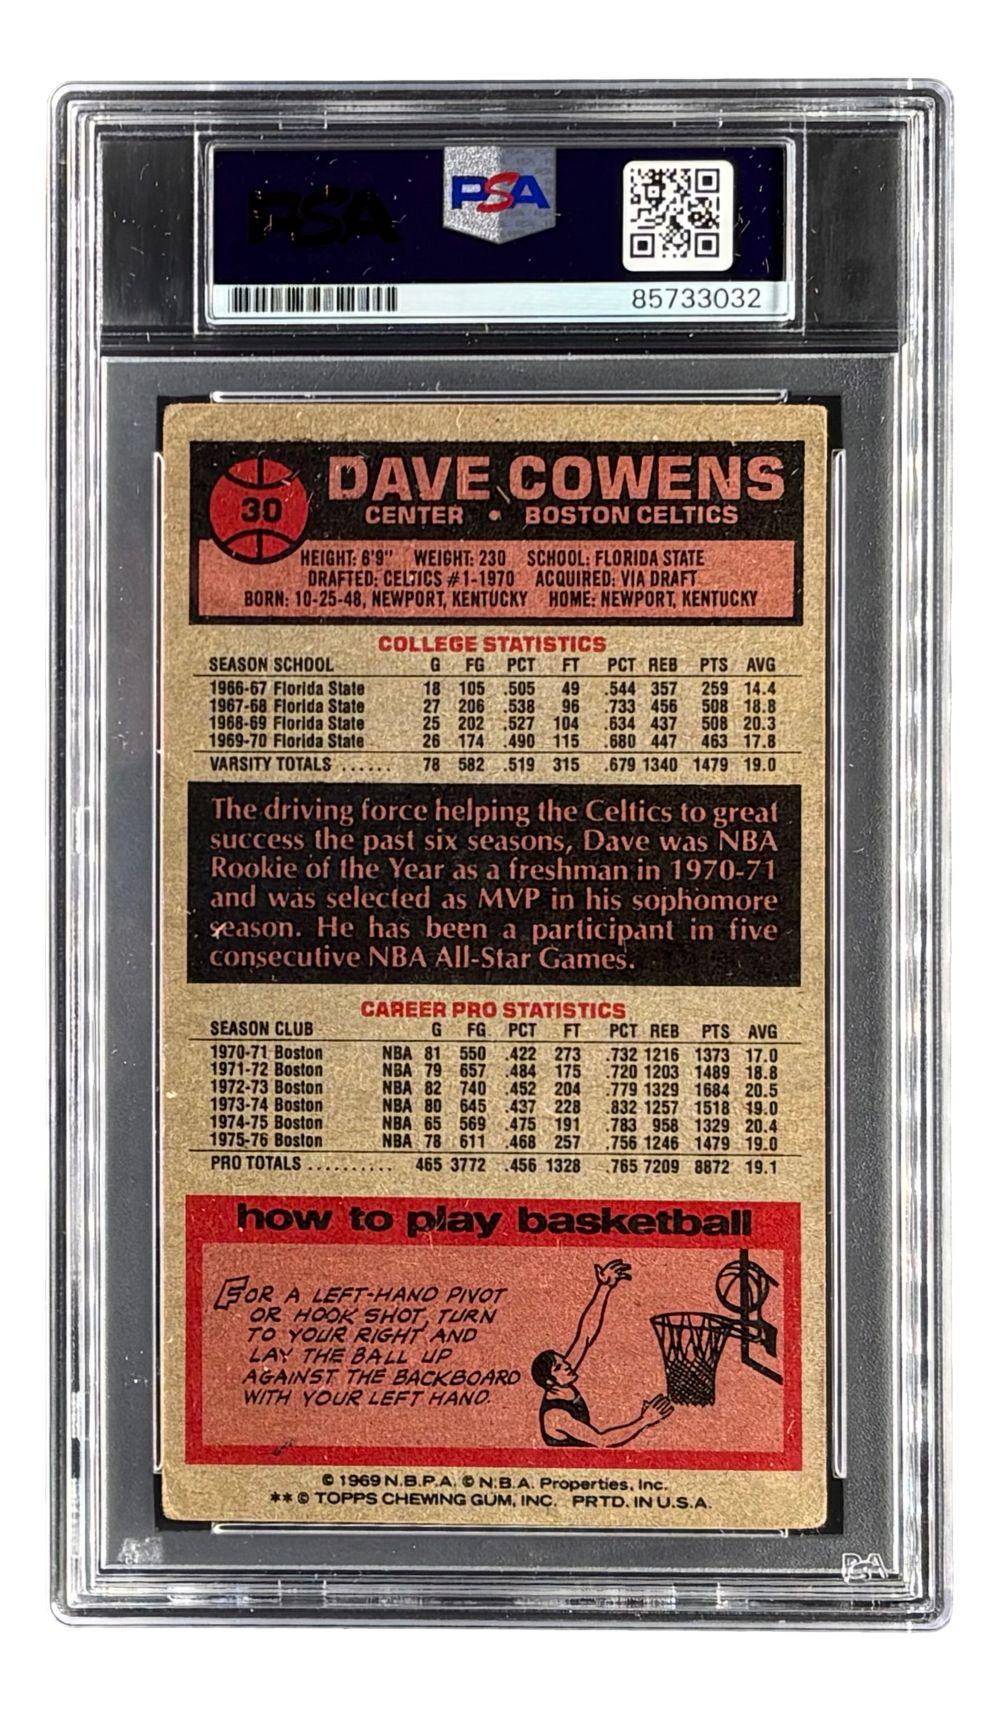 PSA
PSA
85733032
30
DAVE COWENS
CENTER • BOSTON CELTICS
HEIGHT: 6'9" WEIGHT: 230 SCHOOL: FLORIDA STATE
DRAFTED: CELTICS #1-1970 ACQUIRED: VIA DRAFT
BORN: 10-25-48, NEWPORT, KENTUCKY HOME: NEWPORT, KENTUCKY
COLLEGE STATISTICS
SEASON SCHOOL G FG PCT FT PCT REB PTS AVG
1966-67 Florida State 18 105 .505 49 .544 357 259 14.4
1967-68 Florida State 27 206 .538 96 .733 456 508 18.8
1968-69 Florida State 25 202 .527 104 .634 437 508 20.3
1969-70 Florida State 26 174 .490 115 .680 447 463 17.8
VARSITY TOTALS ...... 78 582 .519 315 .679 1340 1479 19.0
The driving force helping the Celtics to great
success the past six seasons, Dave was NBA
Rookie of the Year as a freshman in 1970-71
and was selected as MVP in his sophomore
season. He has been a participant in five
consecutive NBA All-Star Games.
CAREER PRO STATISTICS
SEASON CLUB G FG PCT FT PCT REB PTS AVG
1970-71 Boston NBA 81 550 .422 273 .732 1216 1373 17.0
1971-72 Boston NBA 79 657 .484 175 .720 1203 1489 18.8
1972-73 Boston NBA 82 740 .452 204 .779 1329 1684 20.5
1973-74 Boston NBA 80 645 .437 228 .832 1257 1518 19.0
1974-75 Boston NBA 65 569 .475 191 .783 958 1329 20.4
1975-76 Boston NBA 78 611 .468 257 .756 1246 1479 19.0
PRO TOTALS .......... 465 3772 .456 1328 .765 7209 8872 19.1
how to play basketball
FOR A LEFT-HAND PIVOT
OR HOOK SHOT, TURN
TO YOUR RIGHT AND
LAY THE BALL UP
AGAINST THE BACKBOARD
WITH YOUR LEFT HAND.
© 1969 N.B.P.A. © N.B.A. Properties, Inc.
** © TOPPS CHEWING GUM, INC. PRTD. IN U.S.A.
PSA